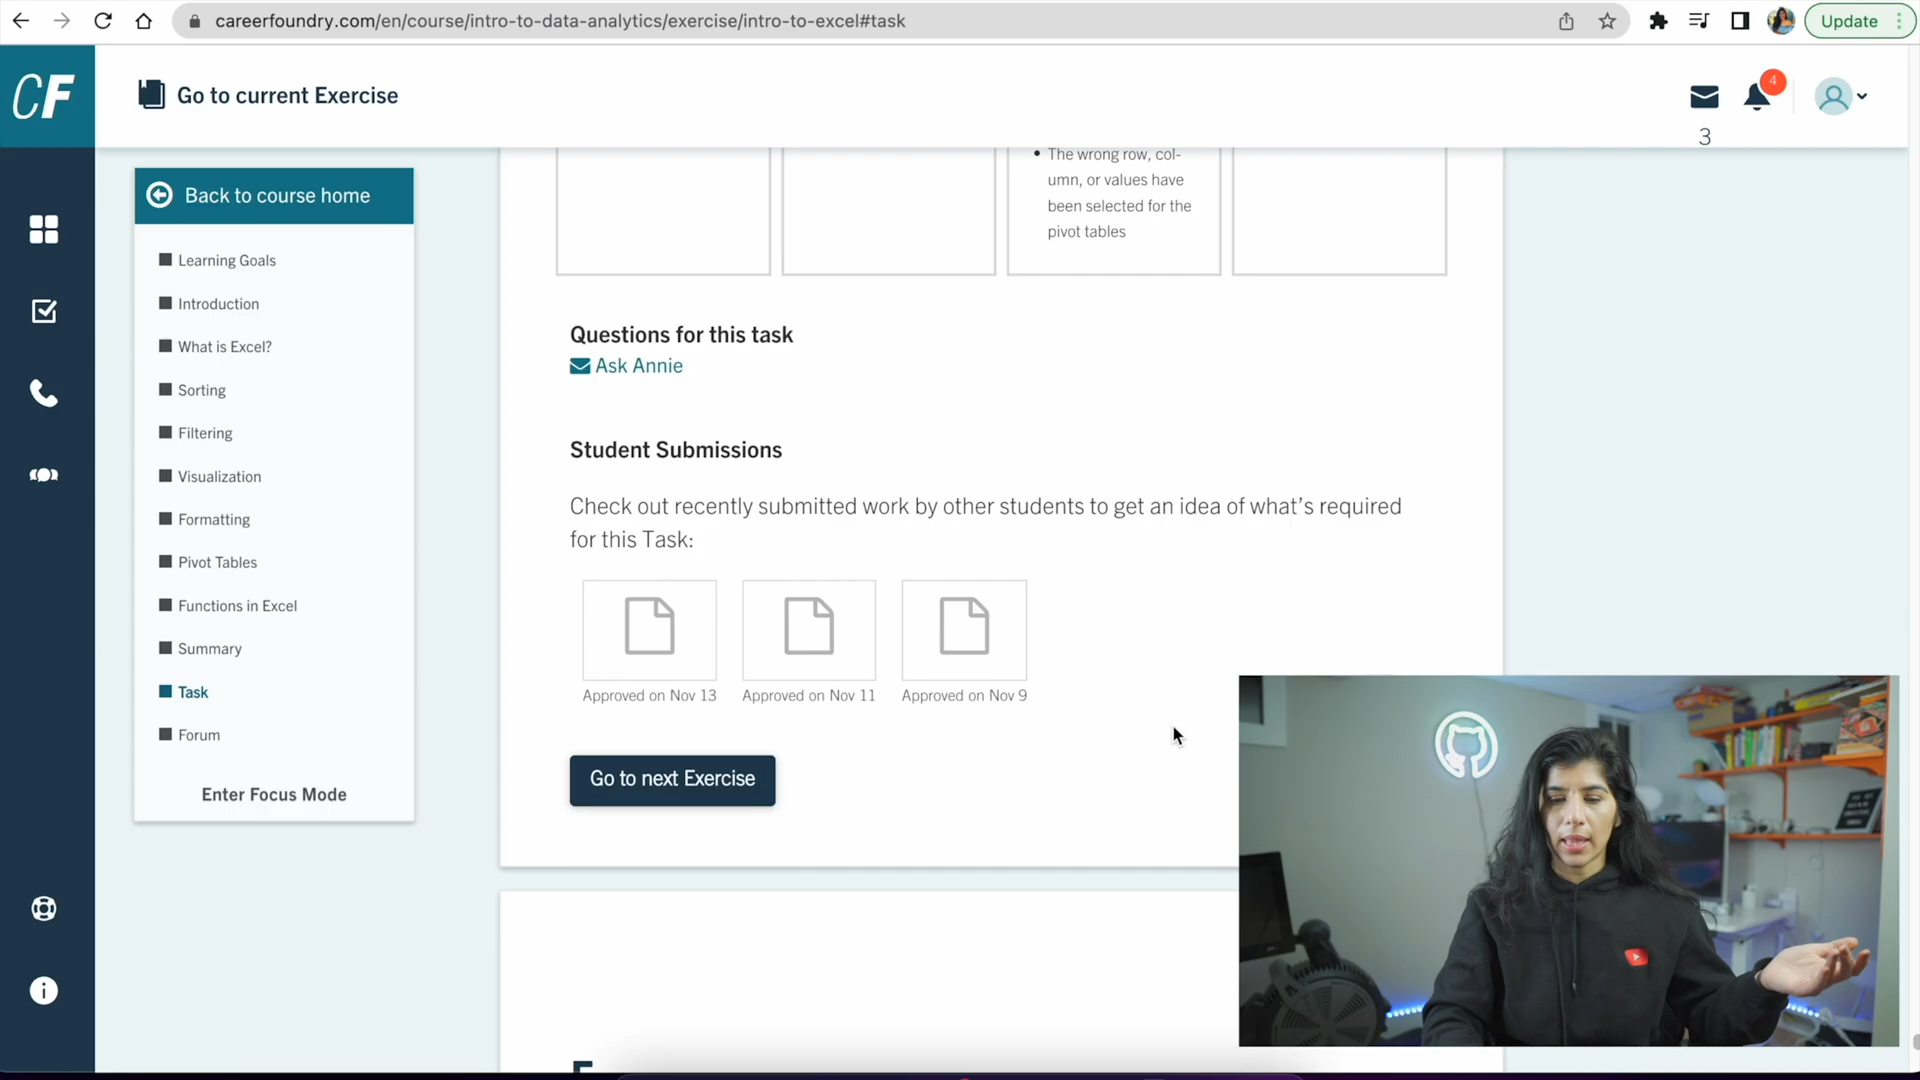 careerfoundry.com/en/course/intro-to-data-analytics/exercise/intro-to-excel#task
Update
CF
Go to current Exercise
4
3
Back to course home
Learning Goals
Introduction
What is Excel?
Sorting
Filtering
Visualization
Formatting
Pivot Tables
Functions in Excel
Summary
Task
Forum
Enter Focus Mode
The wrong row, col-
umn, or values have
been selected for the
pivot tables
Questions for this task
Ask Annie
Student Submissions
Check out recently submitted work by other students to get an idea of what's required
for this Task:
Approved on Nov 13
Approved on Nov 11
Approved on Nov 9
Go to next Exercise